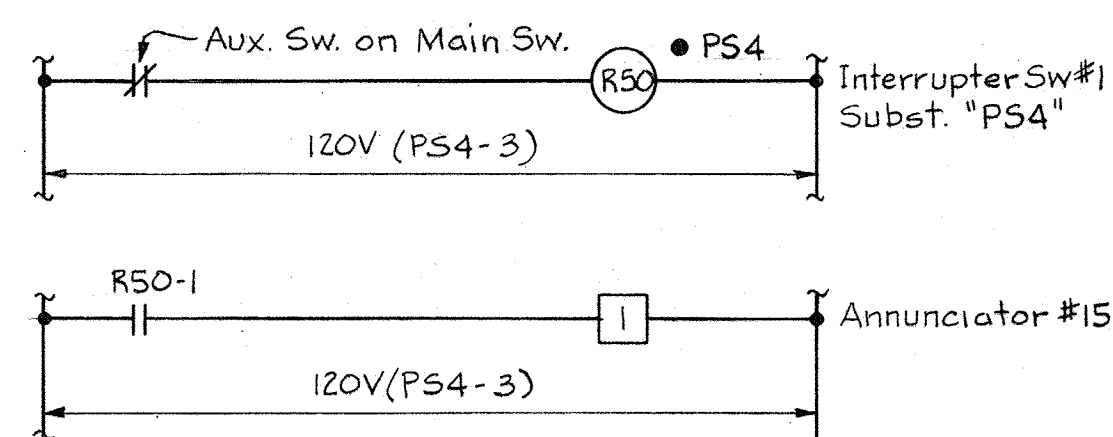 Aux. Sw. on Main Sw.
R50
● PS4
Interrupter Sw#1
Subst. "PS4"
120V (PS4-3)
R50-1
1
Annunciator #15
120V(PS4-3)